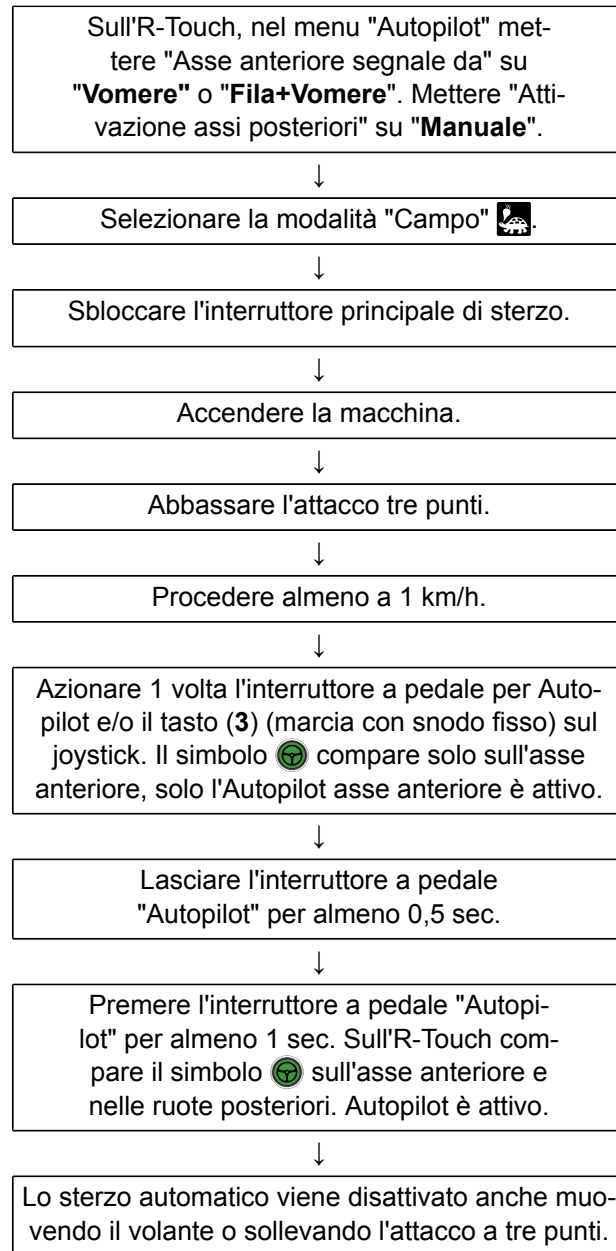 Sull'R-Touch, nel menu "Autopilot" met-
tere "Asse anteriore segnale da" su
"Vomere" o "Fila+Vomere". Mettere "Atti-
vazione assi posteriori" su "Manuale".
↓
Selezionare la modalità "Campo" .
↓
Sbloccare l'interruttore principale di sterzo.
↓
Accendere la macchina.
↓
Abbassare l'attacco tre punti.
↓
Procedere almeno a 1 km/h.
↓
Azionare 1 volta l'interruttore a pedale per Auto-
pilot e/o il tasto (3) (marcia con snodo fisso) sul
joystick. Il simbolo compare solo sull'asse
anteriore, solo l'Autopilot asse anteriore è attivo.
↓
Lasciare l'interruttore a pedale
"Autopilot" per almeno 0,5 sec.
↓
Premere l'interruttore a pedale "Autopi-
lot" per almeno 1 sec. Sull'R-Touch com-
pare il simbolo sull'asse anteriore e
nelle ruote posteriori. Autopilot è attivo.
↓
Lo sterzo automatico viene disattivato anche muo-
vendo il volante o sollevando l'attacco a tre punti.